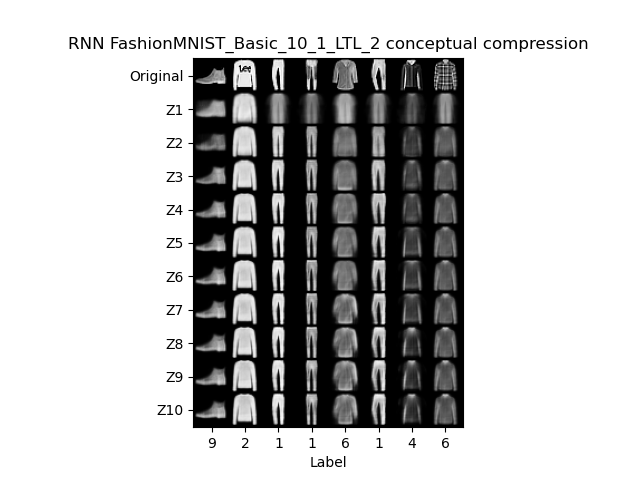 RNN FashionMNIST_Basic_10_1_LTL_2 conceptual compression
Original
Lee
Z1
Z2
Z3
Z4
Z5
Z6
Z7
Z8
Z9
Z10
9 2 1 1 6 1 4 6
Label